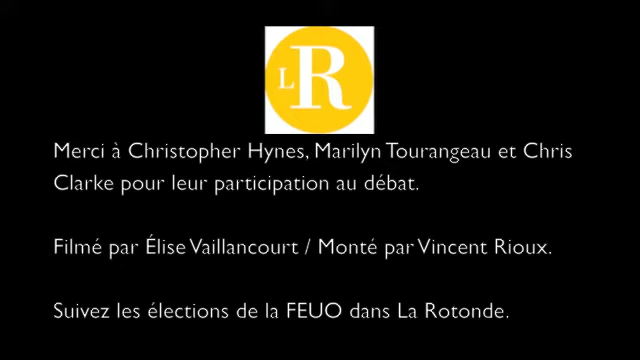 LR
Merci à Christopher Hynes, Marilyn Tourangeau et Chris
Clarke pour leur participation au débat.
Filmé par Élise Vaillancourt / Monté par Vincent Rioux.
Suivez les élections de la FEUO dans La Rotonde.